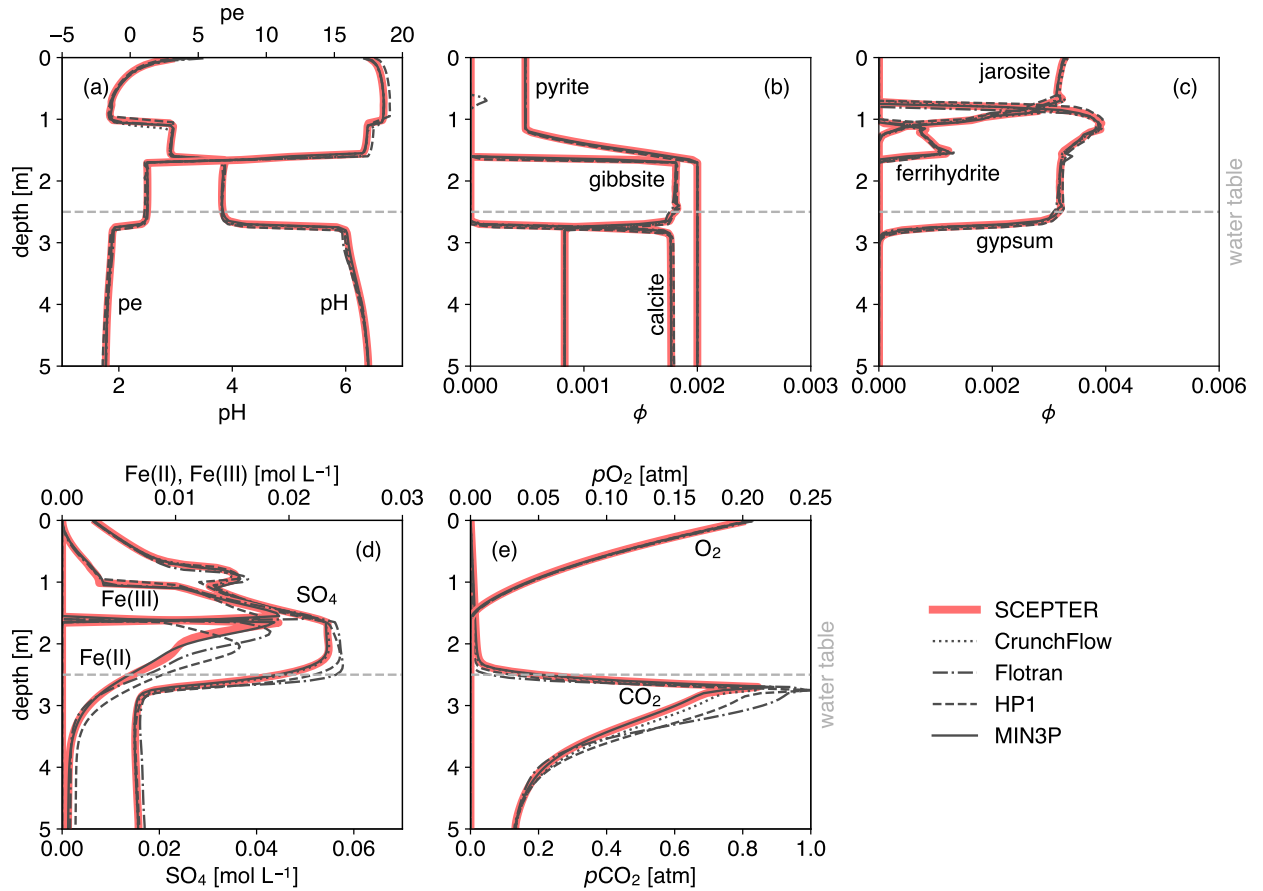 pe
−5 0 5 10 15 20
0 (a)
1
2
3
4
5
depth [m]
pe pH
2 4 6
pH
0 pyrite (b)
1
2 gibbsite
3
4 calcite
5
0.000 0.001 0.002 0.003
ϕ
0 jarosite (c)
1
2 ferrihydrite
3 gypsum
4
5
water table
0.000 0.002 0.004 0.006
ϕ
Fe(II), Fe(III) [mol L⁻¹]
0.00 0.01 0.02 0.03
0 (d)
1
Fe(III) SO₄
2
Fe(II)
3
4
5
depth [m]
0.00 0.02 0.04 0.06
SO₄ [mol L⁻¹]
pO₂ [atm]
0.00 0.05 0.10 0.15 0.20 0.25
0 (e) O₂
1
2
3 CO₂
4
5
water table
0.0 0.2 0.4 0.6 0.8 1.0
pCO₂ [atm]
SCEPTER
CrunchFlow
Flotran
HP1
MIN3P